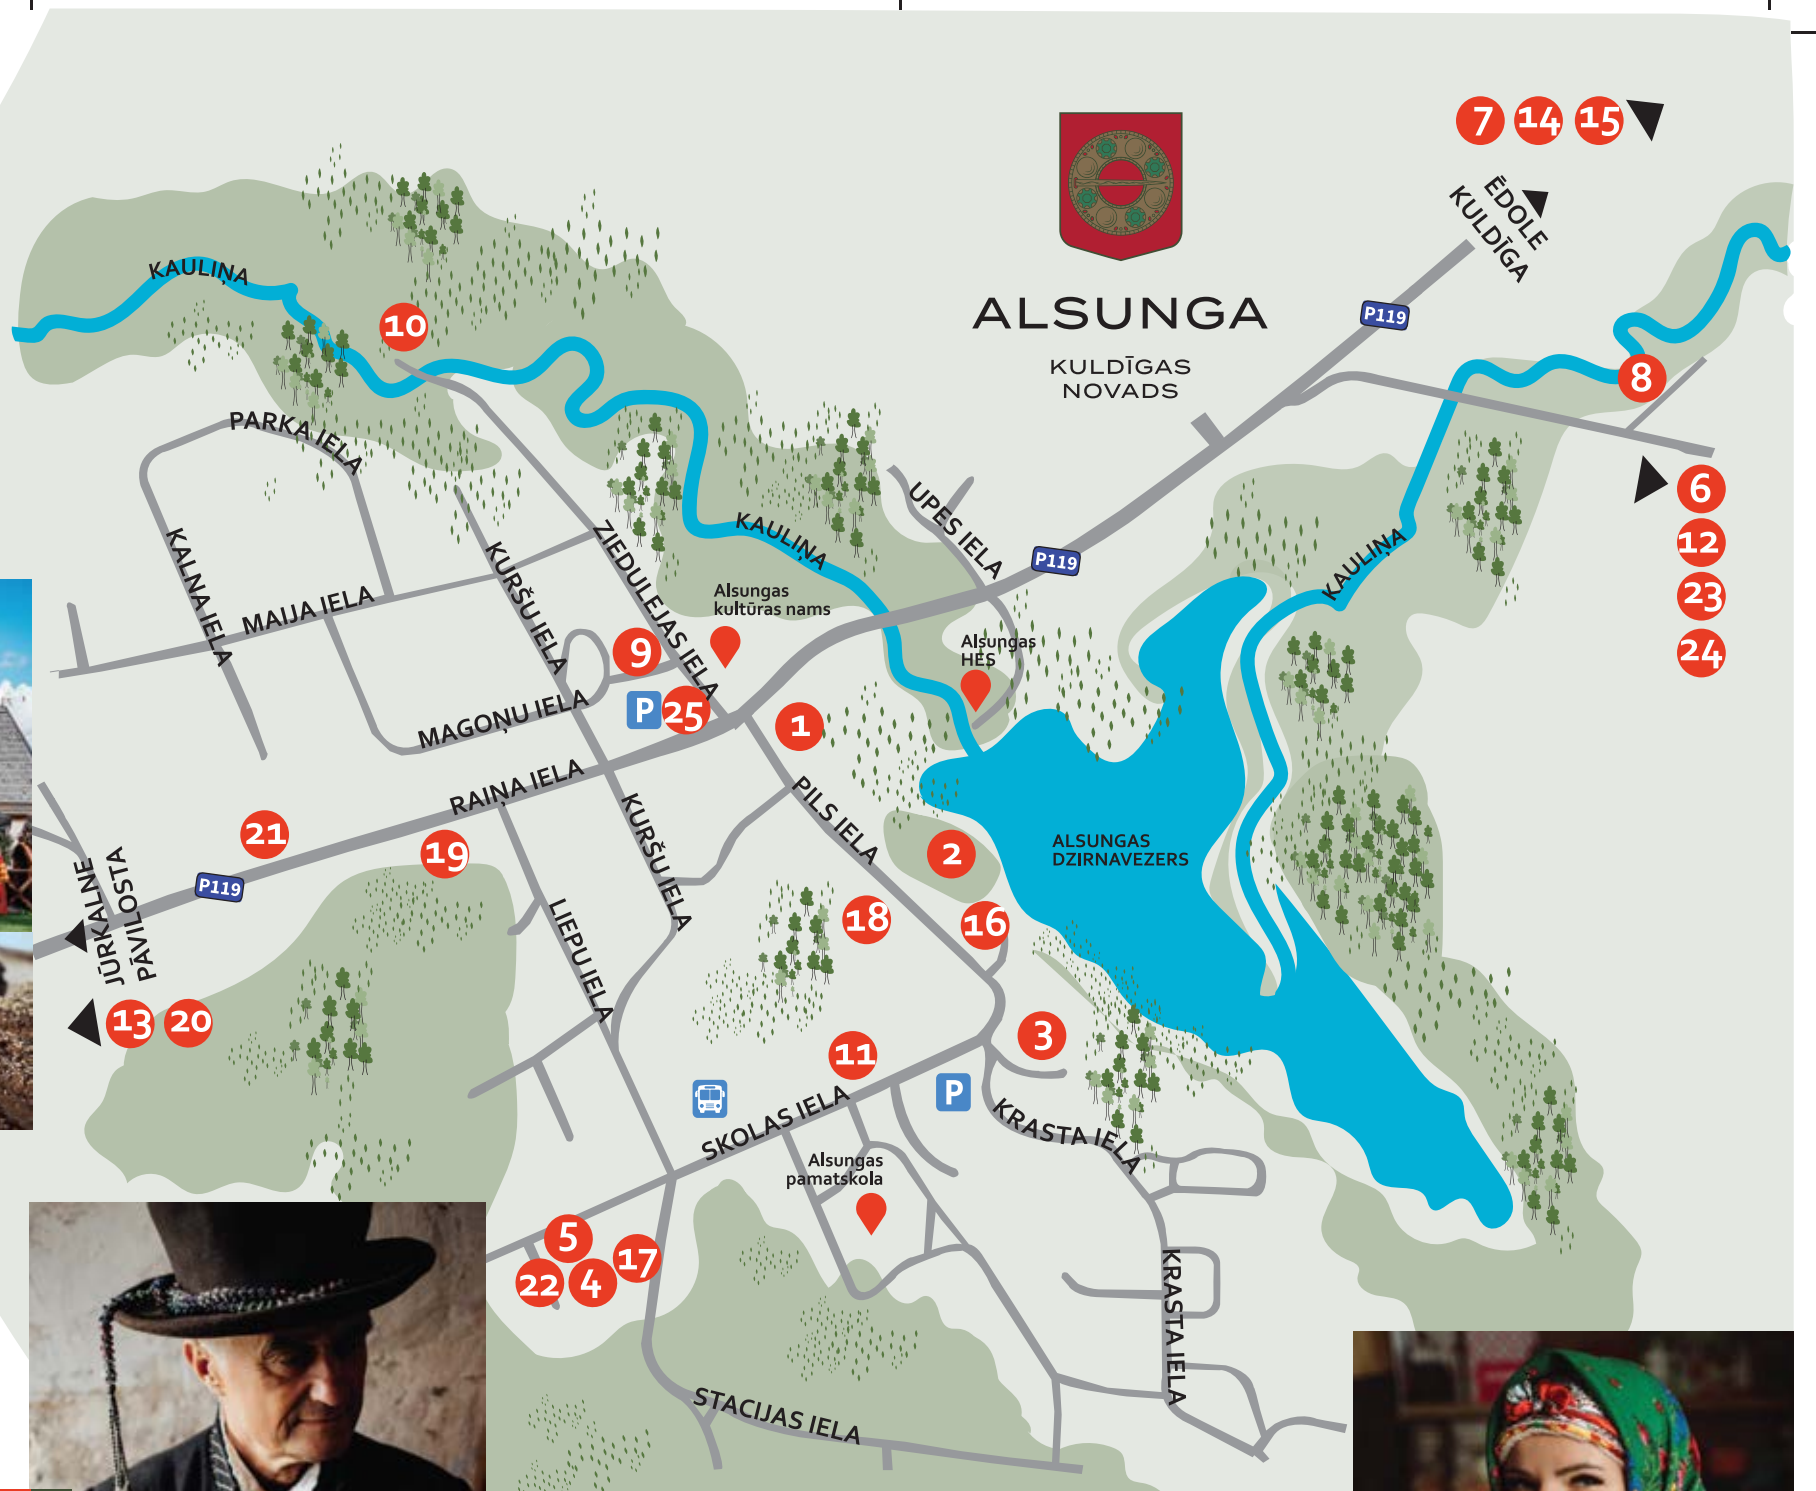 7 14 15
ĒDOLE
KULDĪGA
ALSUNGA
KULDĪGAS
NOVADS
P119
KAULIŅA
10
8
PARKA IELA
6
12
23
24
UPES IELA
KAULIŅA
P119
KAULIŅA
KALNA IELA
KURŠU IELA
ZIEDULEJAS IELA
MAIJA IELA
Alsungas
kultūras nams
Alsungas
HES
9
MAGOŅU IELA
P
25
1
RAIŅA IELA
KURŠU IELA
PILS IELA
21
19
2
ALSUNGAS
DZIRNAVEZERS
P119
JŪRKALNE
PĀVILOSTA
LIEPU IELA
18
16
13 20
11
3
P
SKOLAS IELA
KRASTA IELA
Alsungas
pamatskola
5
17
22 4
KRASTA IELA
STACIJAS IELA